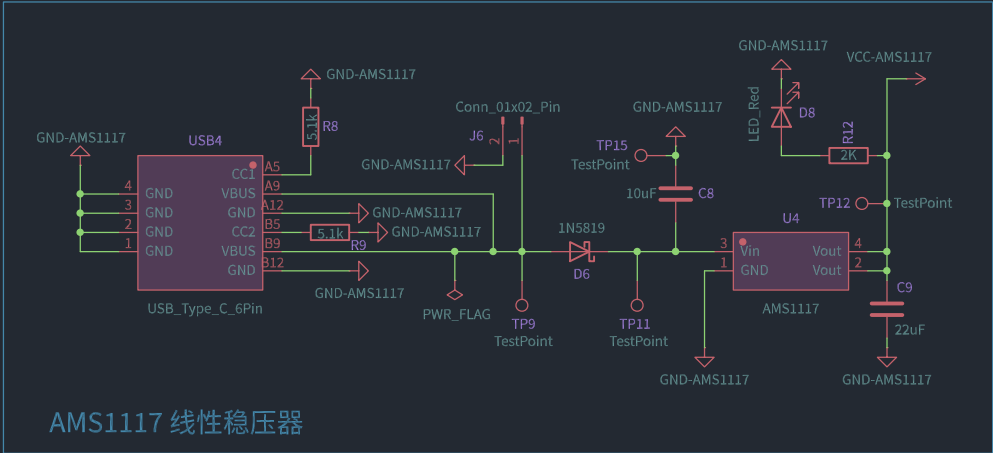 GND-AMS1117
GND-AMS1117
VCC-AMS1117
GND-AMS1117
5.1k
R8
Conn_01x02_Pin
J6
2
1
GND-AMS1117
LED_Red
D8
R12
2K
GND-AMS1117
USB4
TP15
TestPoint
GND-AMS1117
10uF
C8
TP12
TestPoint
4
3
2
1
GND
GND
GND
GND
CC1
VBUS
GND
CC2
VBUS
GND
A5
A9
A12
B5
B9
B12
GND-AMS1117
5.1k
R9
GND-AMS1117
GND-AMS1117
USB_Type_C_6Pin
PWR_FLAG
1N5819
D6
TP9
TestPoint
TP11
TestPoint
U4
3
1
Vin
GND
Vout
Vout
4
2
AMS1117
C9
22uF
GND-AMS1117
GND-AMS1117
AMS1117 线性稳压器